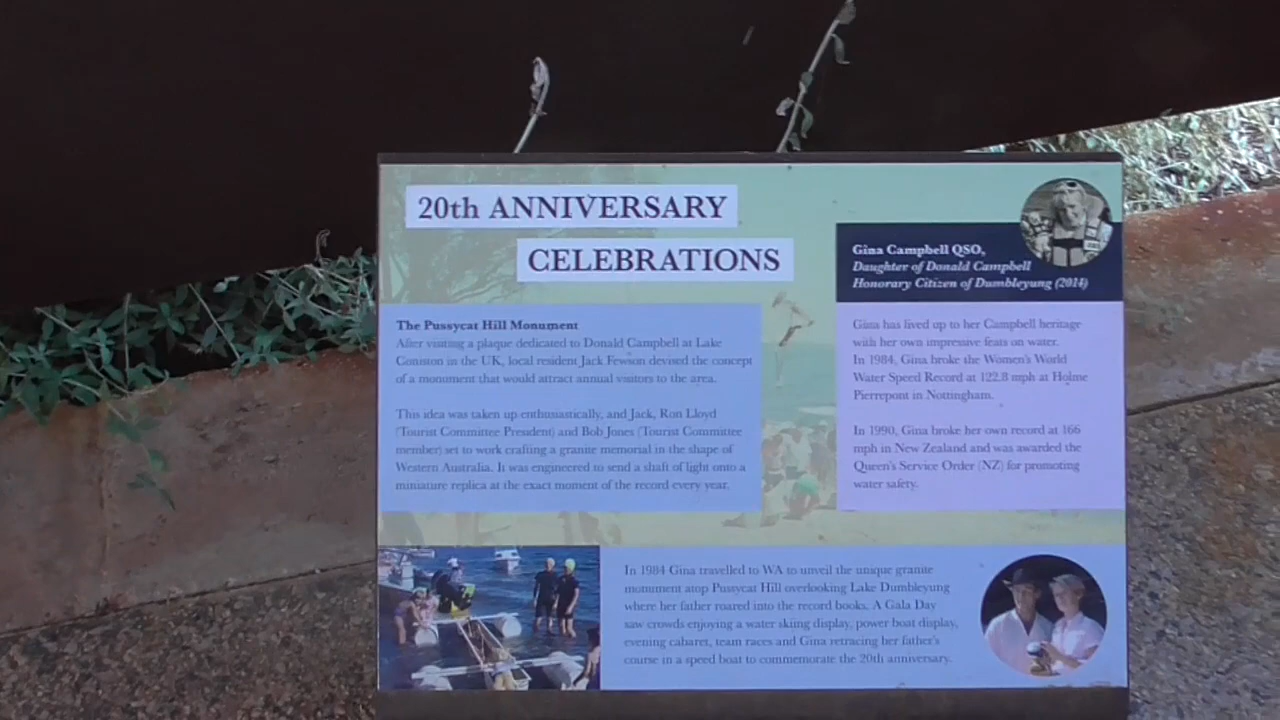 20th ANNIVERSARY
CELEBRATIONS
Gina Campbell QSO,
Daughter of Donald Campbell
Honorary Citizen of Dumbleyung (2014)
The Pussycat Hill Monument
After visiting a plaque dedicated to Donald Campbell at Lake
Coniston in the UK, local resident Jack Fewson devised the concept
of a monument that would attract annual visitors to the area.
This idea was taken up enthusiastically, and Jack, Ron Lloyd
(Tourist Committee President) and Bob Jones (Tourist Committee
member) set to work crafting a granite memorial in the shape of
Western Australia. It was engineered to send a shaft of light onto a
miniature replica at the exact moment of the record every year.
Gina has lived up to her Campbell heritage
with her own impressive feats on water.
In 1984, Gina broke the Women's World
Water Speed Record at 122.8 mph at Holme
Pierrepont in Nottingham.
In 1990, Gina broke her own record at 166
mph in New Zealand and was awarded the
Queen's Service Order (NZ) for promoting
water safety.
In 1984 Gina travelled to WA to unveil the unique granite
monument atop Pussycat Hill overlooking Lake Dumbleyung
where her father roared into the record books. A Gala Day
saw crowds enjoying a water skiing display, power boat display,
evening cabaret, team races and Gina retracing her father's
course in a speed boat to commemorate the 20th anniversary.